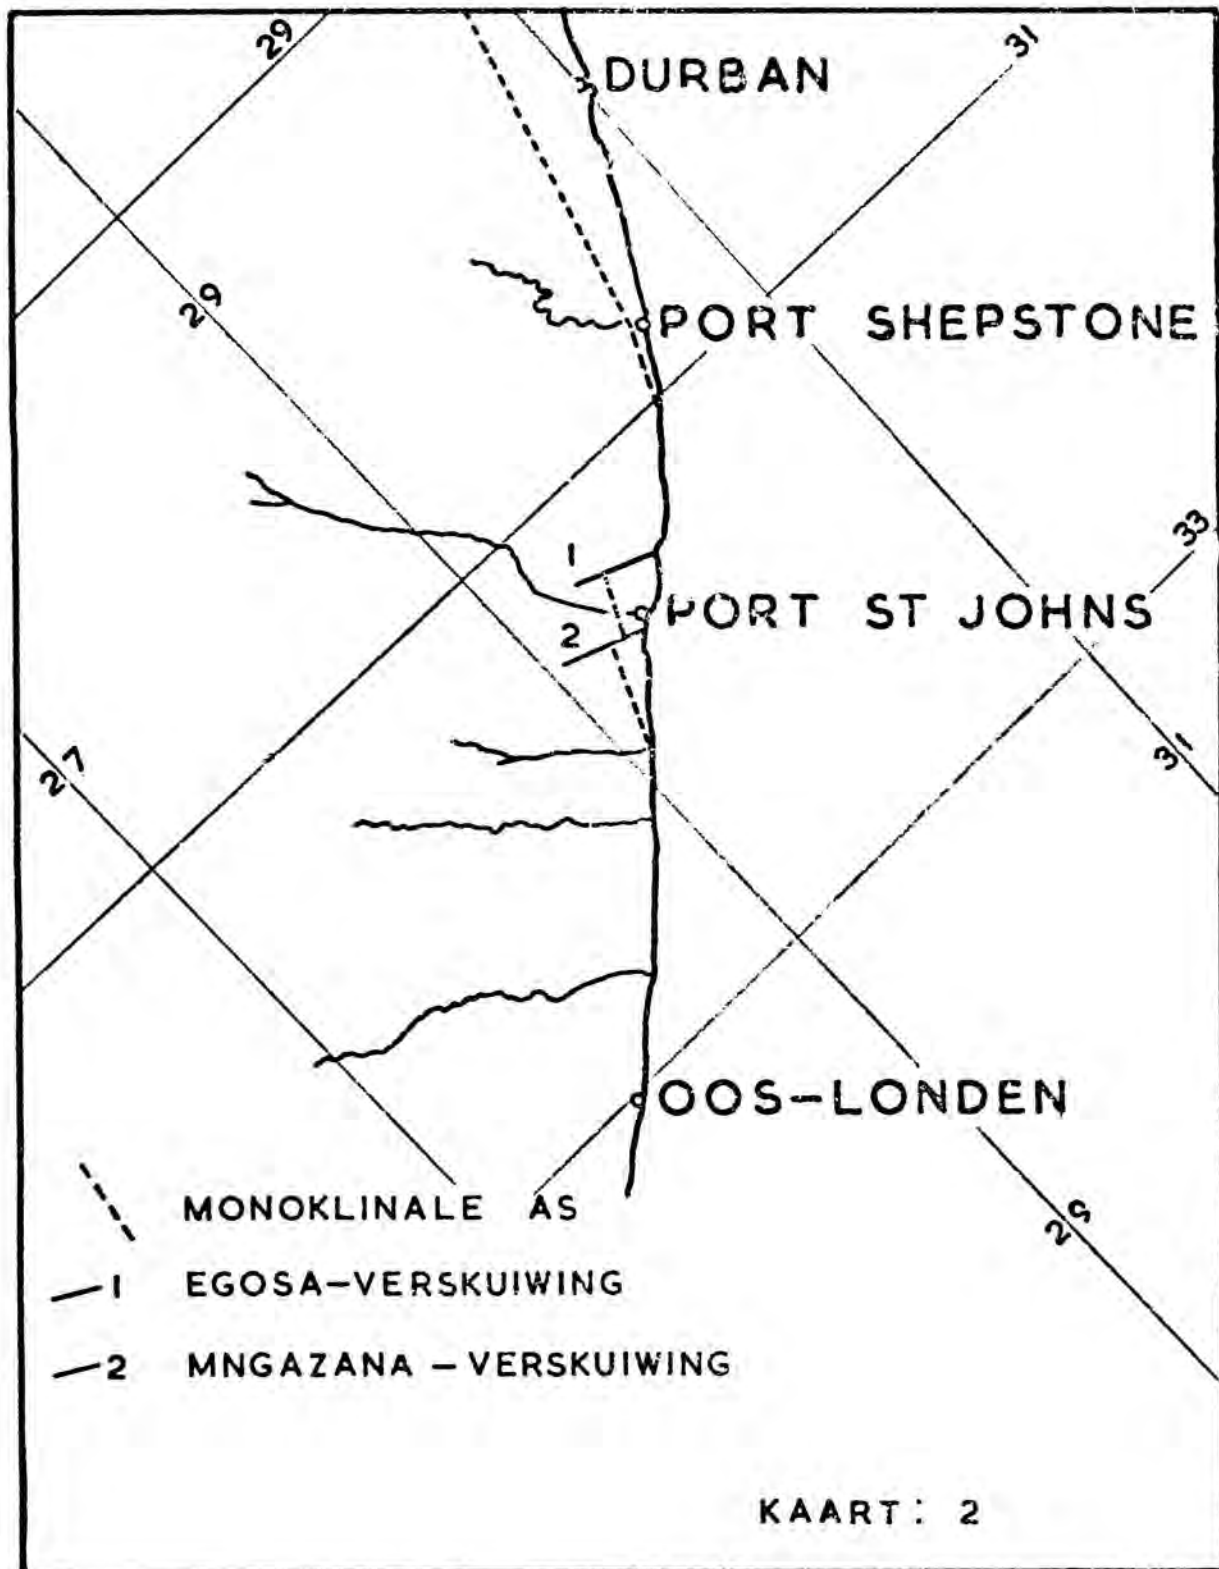 29
31
DURBAN
29
PORT SHEPSTONE
33
1
PORT ST JOHNS
2
27
31
OOS-LONDEN
MONOKLINALE AS
29
1 EGOSA-VERSKUIWING
2 MNGAZANA-VERSKUIWING
KAART: 2